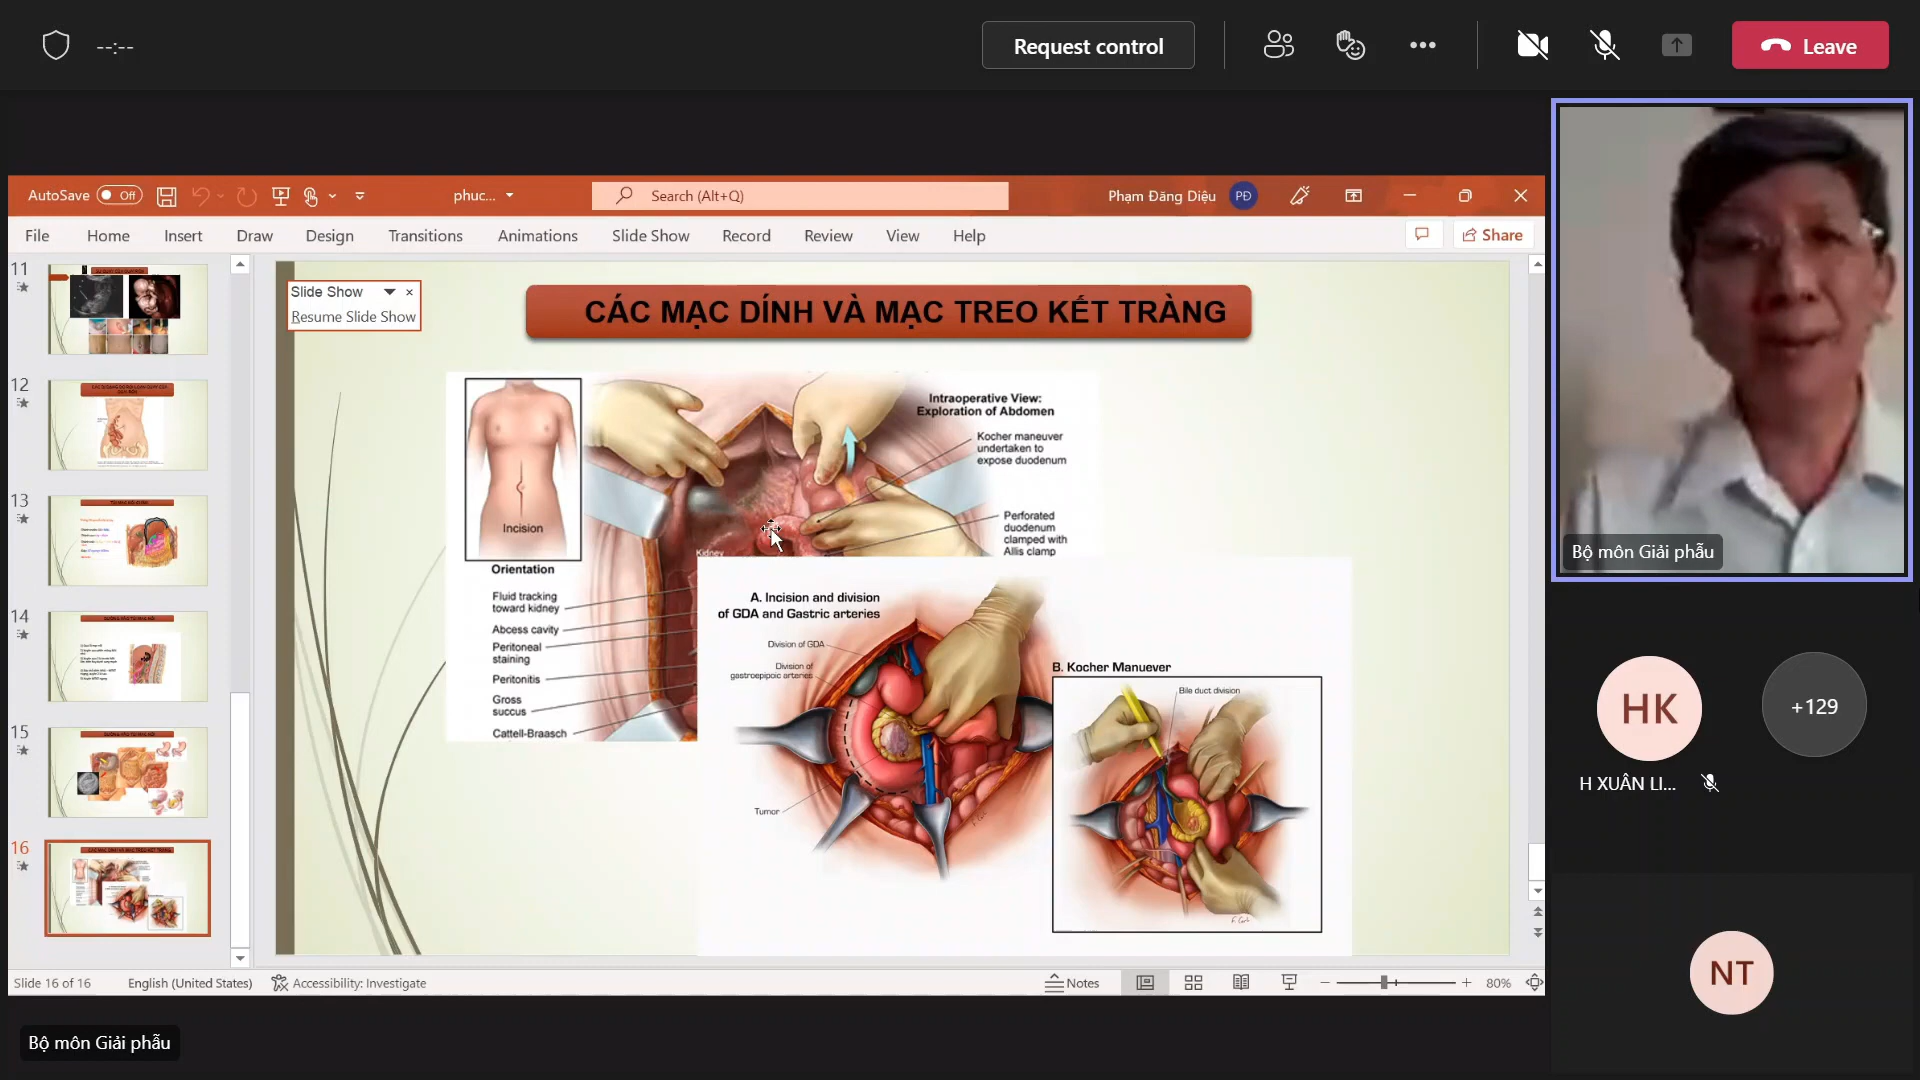 --:--
Request control
Leave
AutoSave Off
phuc...
Search (Alt+Q)
Phạm Đăng Diệu
PĐ
File Home Insert Draw Design Transitions Animations Slide Show Record Review View Help
Share
11
12
13
14
15
16
Slide Show
Resume Slide Show
CÁC MẠC DÍNH VÀ MẠC TREO KẾT TRÀNG
Incision
Orientation
Intraoperative View:
Exploration of Abdomen
Kocher maneuver
undertaken to
expose duodenum
Perforated
duodenum
clamped with
Allis clamp
Kidney
Fluid tracking
toward kidney
Abcess cavity
Peritoneal
staining
Peritonitis
Gross
succus
Cattell-Braasch
A. Incision and division
of GDA and Gastric arteries
Division of GDA
Division of
gastroepipoic arteries
Tumor
B. Kocher Manuever
Bile duct division
Slide 16 of 16
English (United States)
Accessibility: Investigate
Notes
80%
Bộ môn Giải phẫu
Bộ môn Giải phẫu
HK
H XUÂN LI...
+129
NT